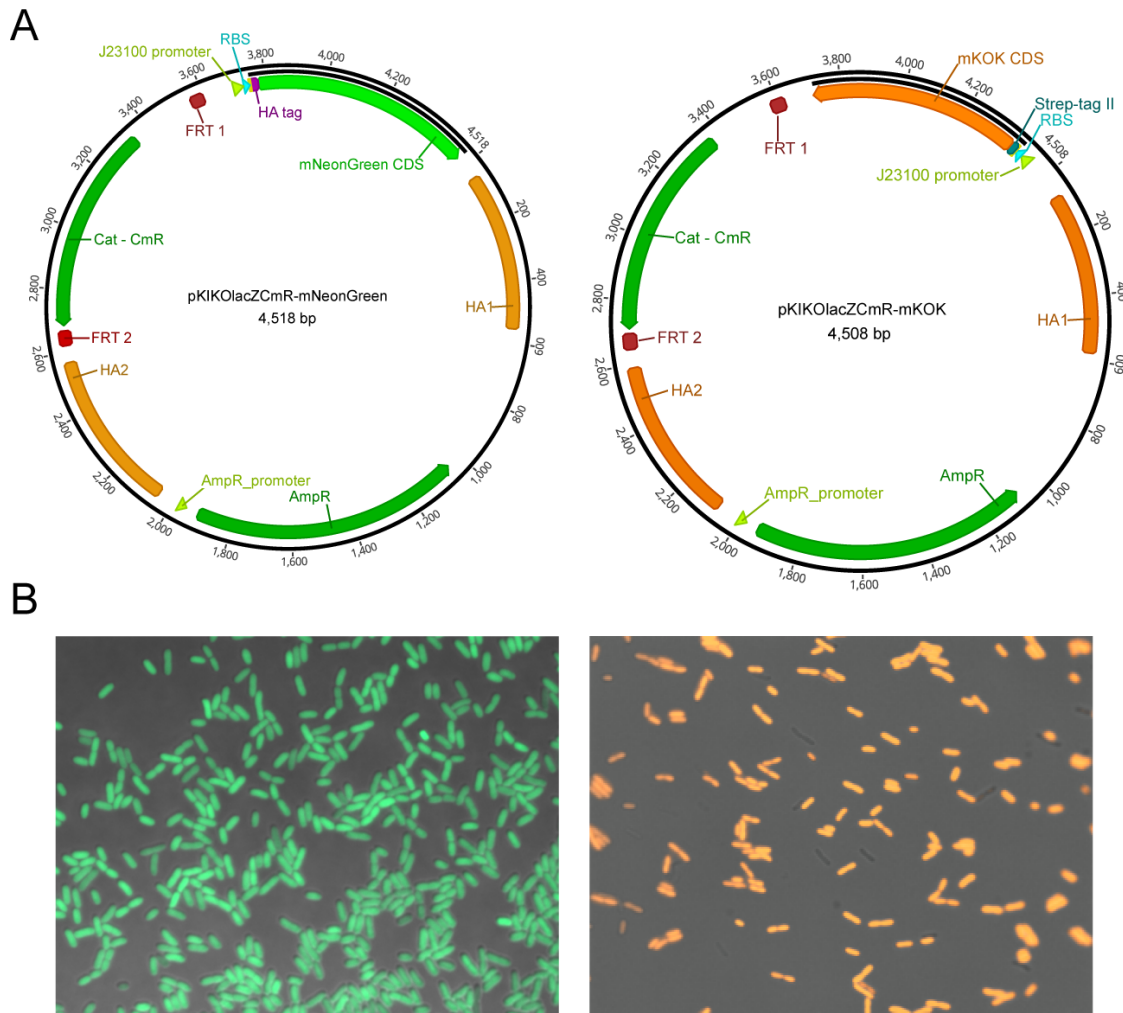 A
J23100 promoter
RBS
HA tag
mNeonGreen CDS
FRT 1
Cat - CmR
FRT 2
HA2
HA1
AmpR_promoter
AmpR
pKIKOlacZCmR-mNeonGreen
4,518 bp
3,800
4,000
4,200
4,518
200
400
600
800
1,000
1,200
1,400
1,600
1,800
2,000
2,200
2,400
2,600
2,800
3,000
3,200
3,400
3,600
mKOK CDS
Strep-tag II
RBS
J23100 promoter
FRT 1
Cat - CmR
FRT 2
HA2
HA1
AmpR_promoter
AmpR
pKIKOlacZCmR-mKOK
4,508 bp
3,800
4,000
4,200
4,508
200
400
600
800
1,000
1,200
1,400
1,600
1,800
2,000
2,200
2,400
2,600
2,800
3,000
3,200
3,400
3,600
B